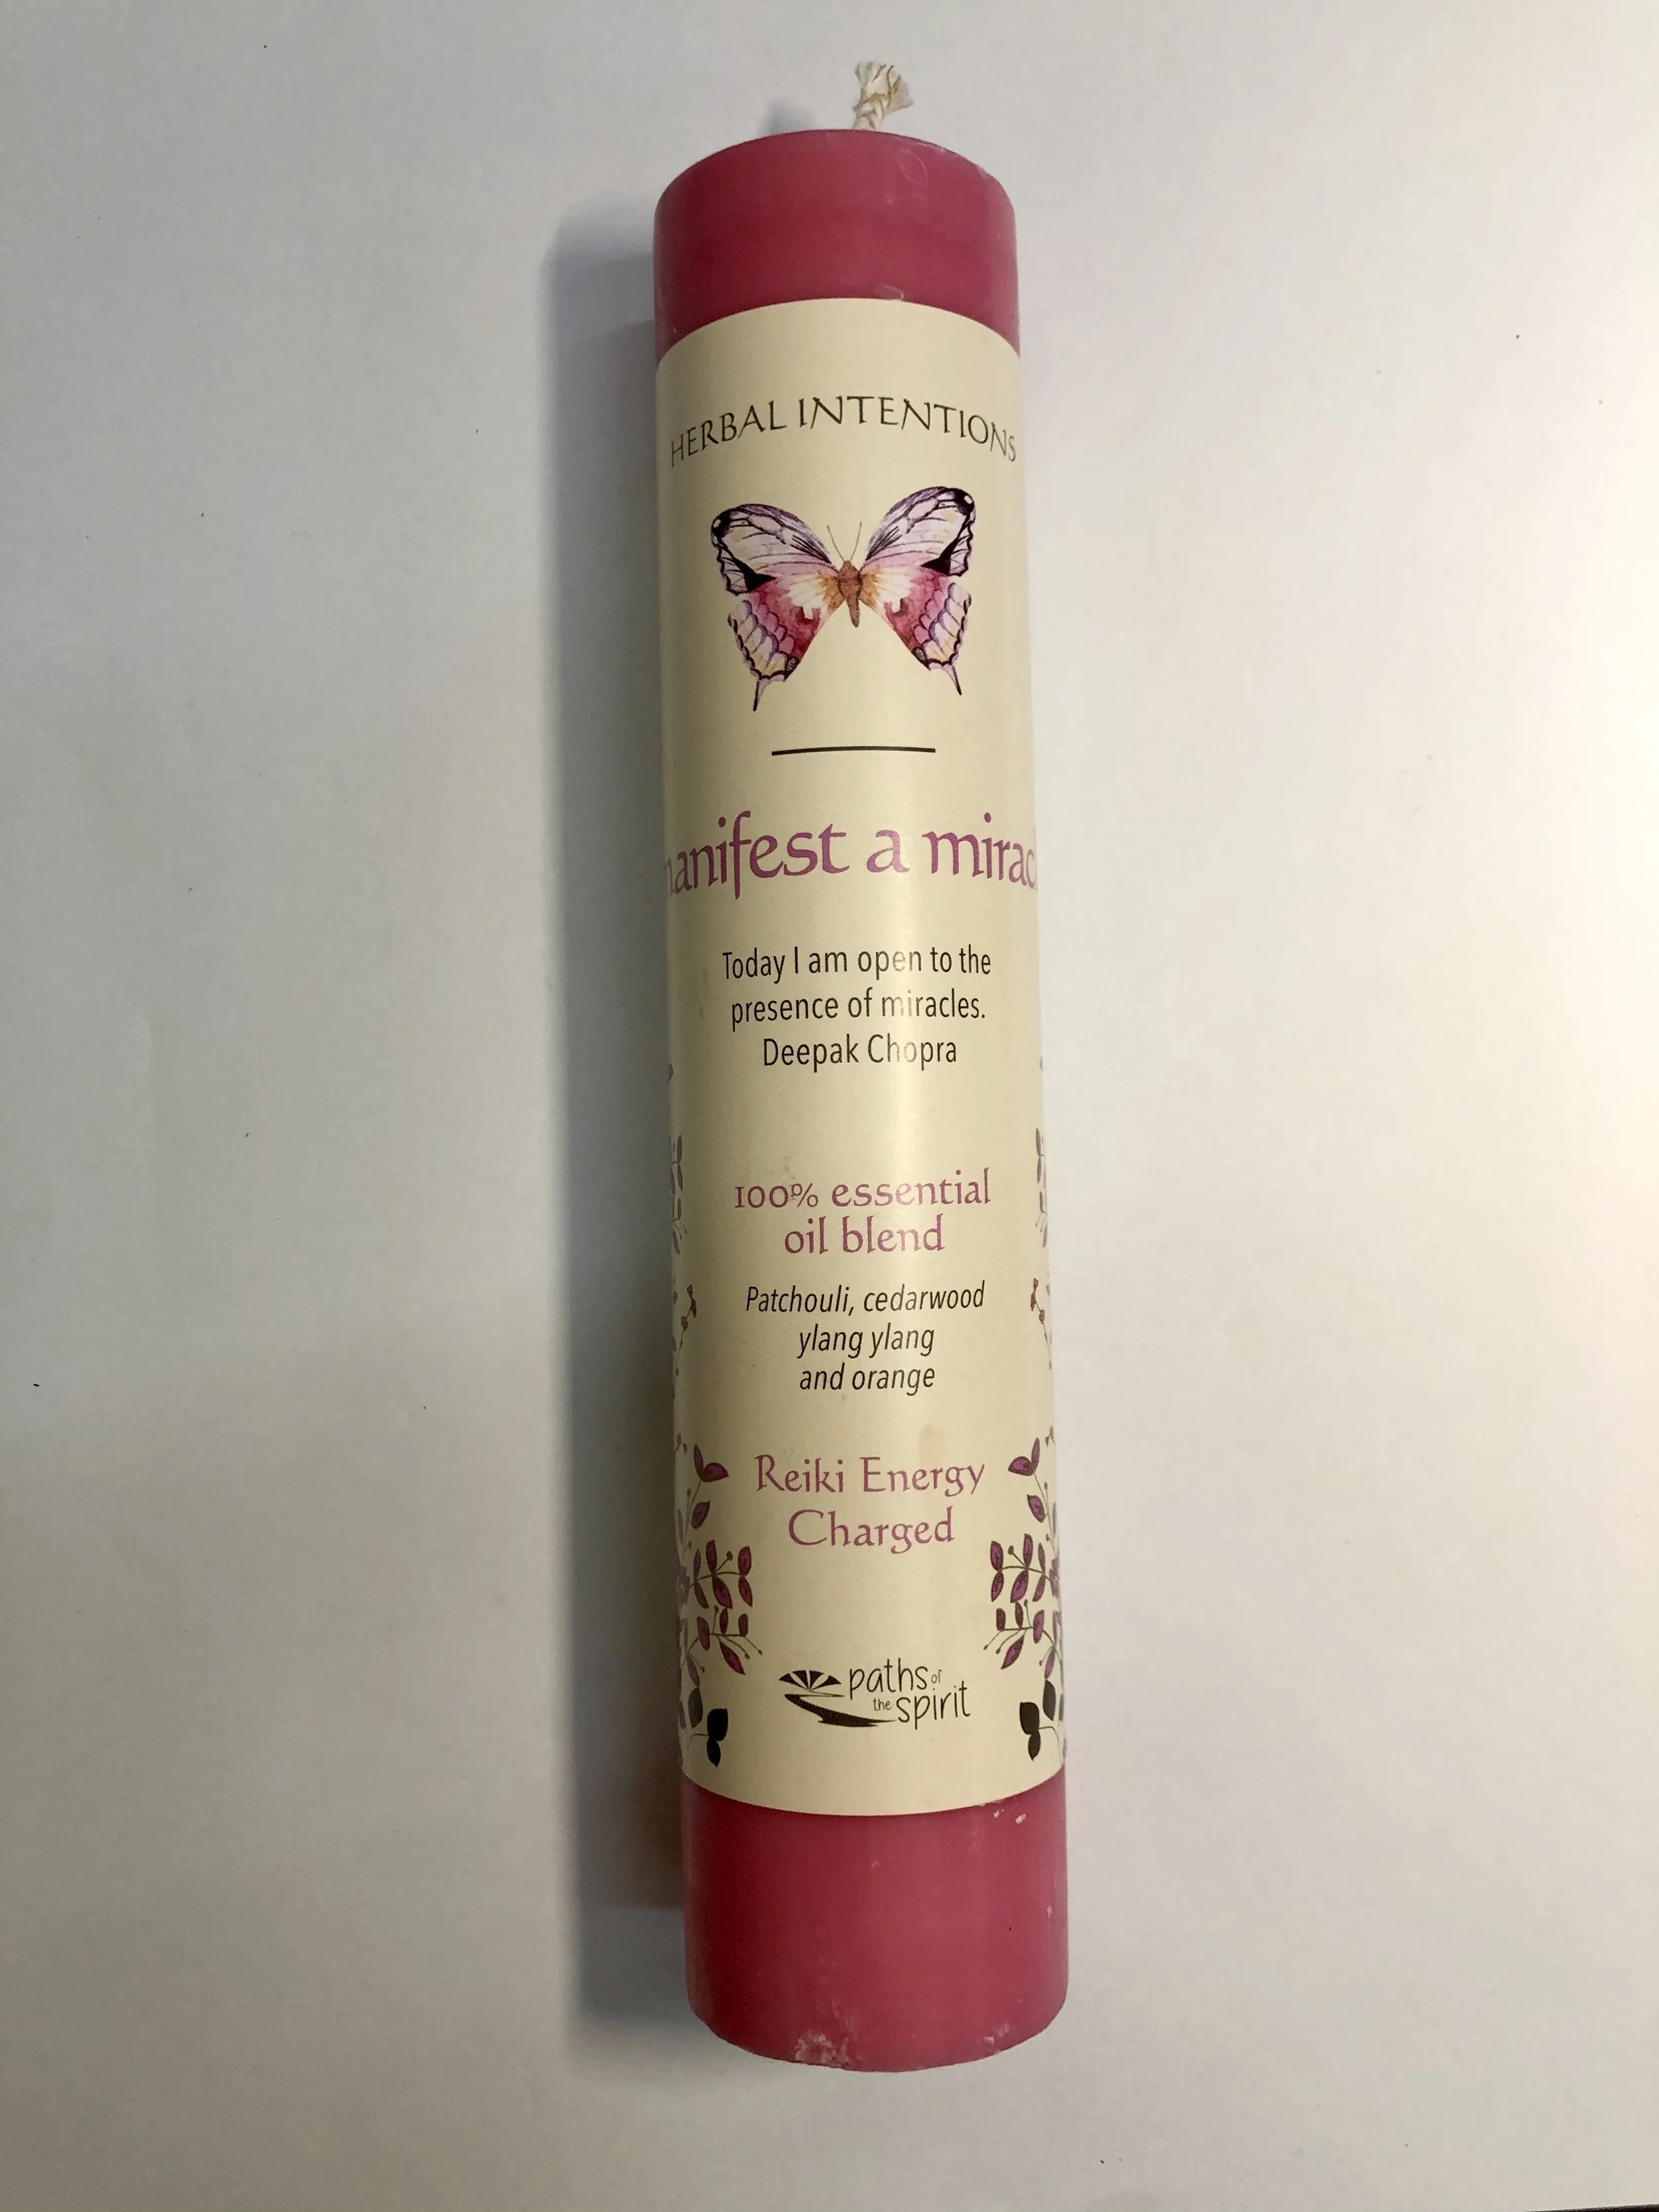 HERBAL INTENTIONS
manifest a mirac
Today I am open to the
presence of miracles.
Deepak Chopra
100% essential
oil blend
Patchouli, cedarwood
ylang ylang
and orange
Reiki Energy
Charged
paths of
the spirit